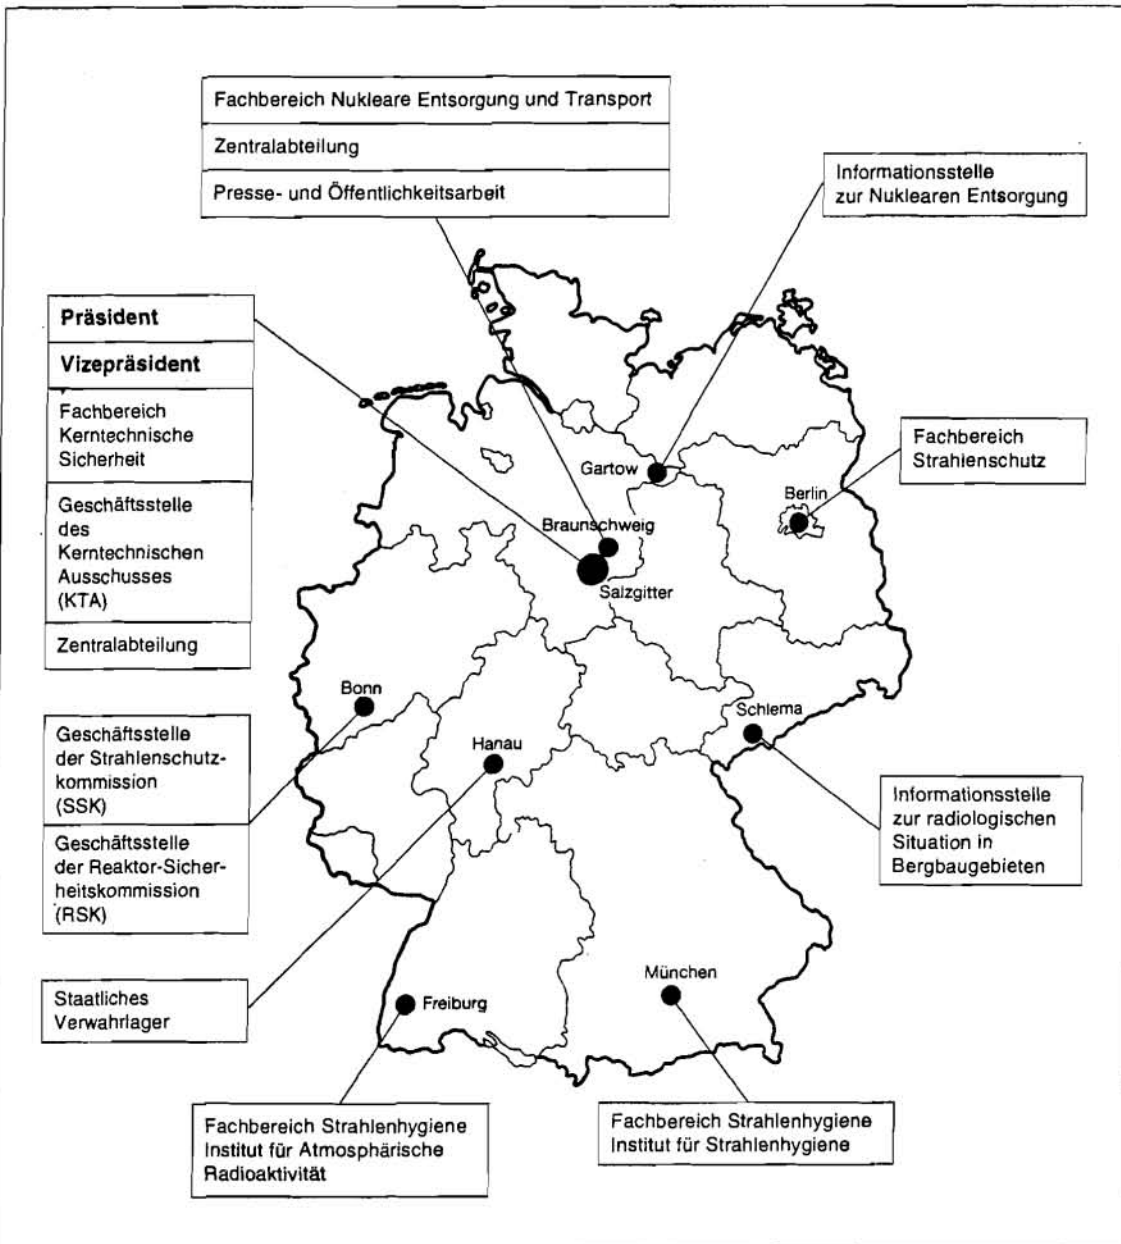 Fachbereich Nukleare Entsorgung und Transport
Zentralabteilung
Presse- und Öffentlichkeitsarbeit
Informationsstelle
zur Nuklearen Entsorgung
Präsident
Vizepräsident
Fachbereich
Kerntechnische
Sicherheit
Geschäftsstelle
des
Kerntechnischen
Ausschusses
(KTA)
Zentralabteilung
Fachbereich
Strahlenschutz
Gartow
Berlin
Braunschweig
Salzgitter
Bonn
Schlema
Hanau
Geschäftsstelle
der Strahlenschutz-
kommission
(SSK)
Geschäftsstelle
der Reaktor-Sicher-
heitskommission
(RSK)
Informationsstelle
zur radiologischen
Situation in
Bergbaugebieten
Staatliches
Verwahrlager
München
Freiburg
Fachbereich Strahlenhygiene
Institut für Atmosphärische
Radioaktivität
Fachbereich Strahlenhygiene
Institut für Strahlenhygiene